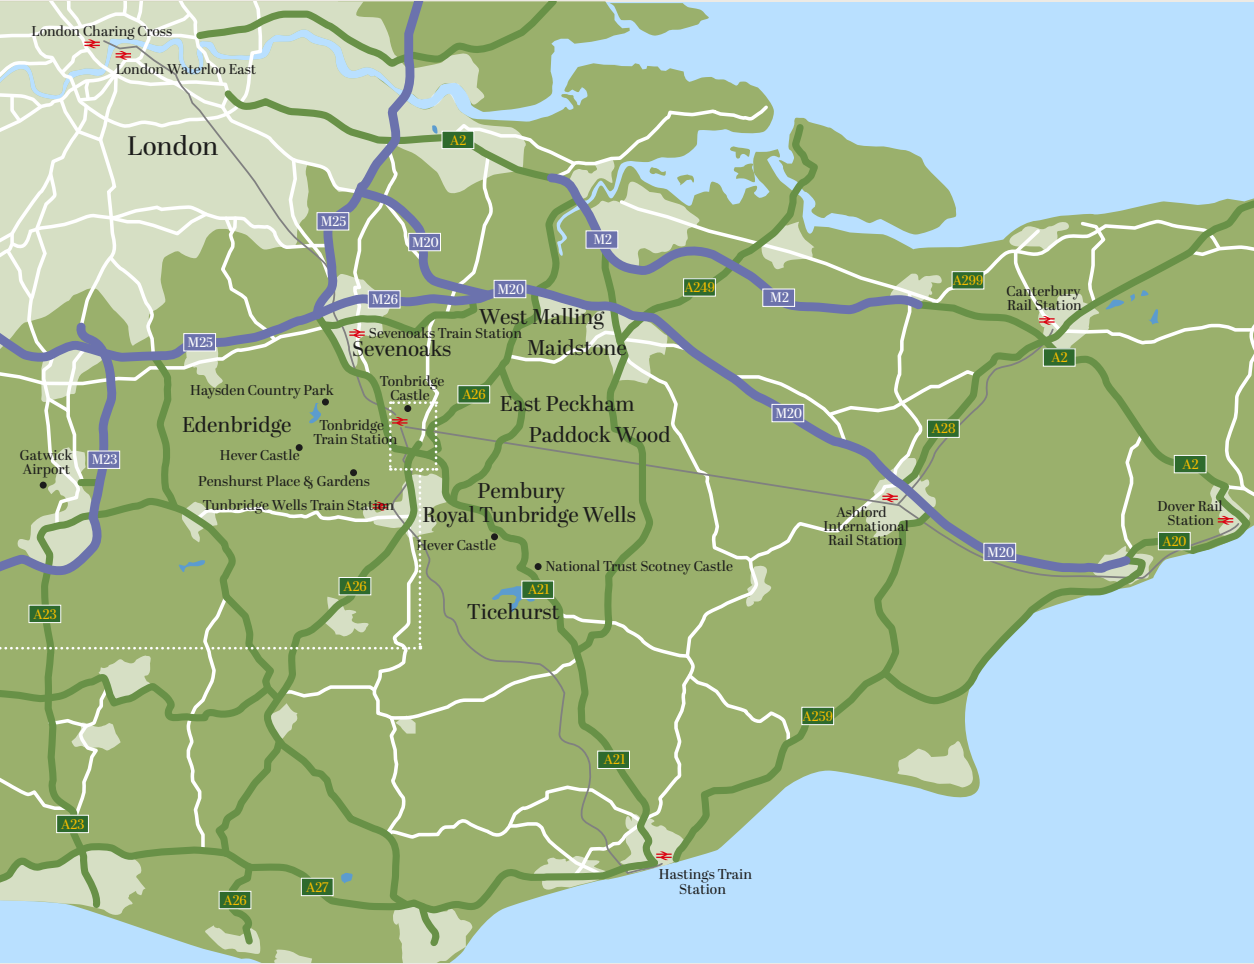 London Charing Cross
London Waterloo East
London
A2
M25
M20
M2
A249
M2
A299
M26
M20
Canterbury
Rail Station
West Malling
Sevenoaks Train Station
M25
Sevenoaks
Maidstone
A2
Haysden Country Park
Tonbridge
Castle
A26
East Peckham
M20
Edenbridge
Tonbridge
Train Station
Paddock Wood
A28
Gatwick
Airport
M23
Hever Castle
A2
Penshurst Place & Gardens
Pembury
Tunbridge Wells Train Station
Royal Tunbridge Wells
Ashford
International
Rail Station
Dover Rail
Station
Hever Castle
A20
M20
National Trust Scotney Castle
A26
A21
A23
Ticehurst
A259
A21
A23
Hastings Train
Station
A27
A26